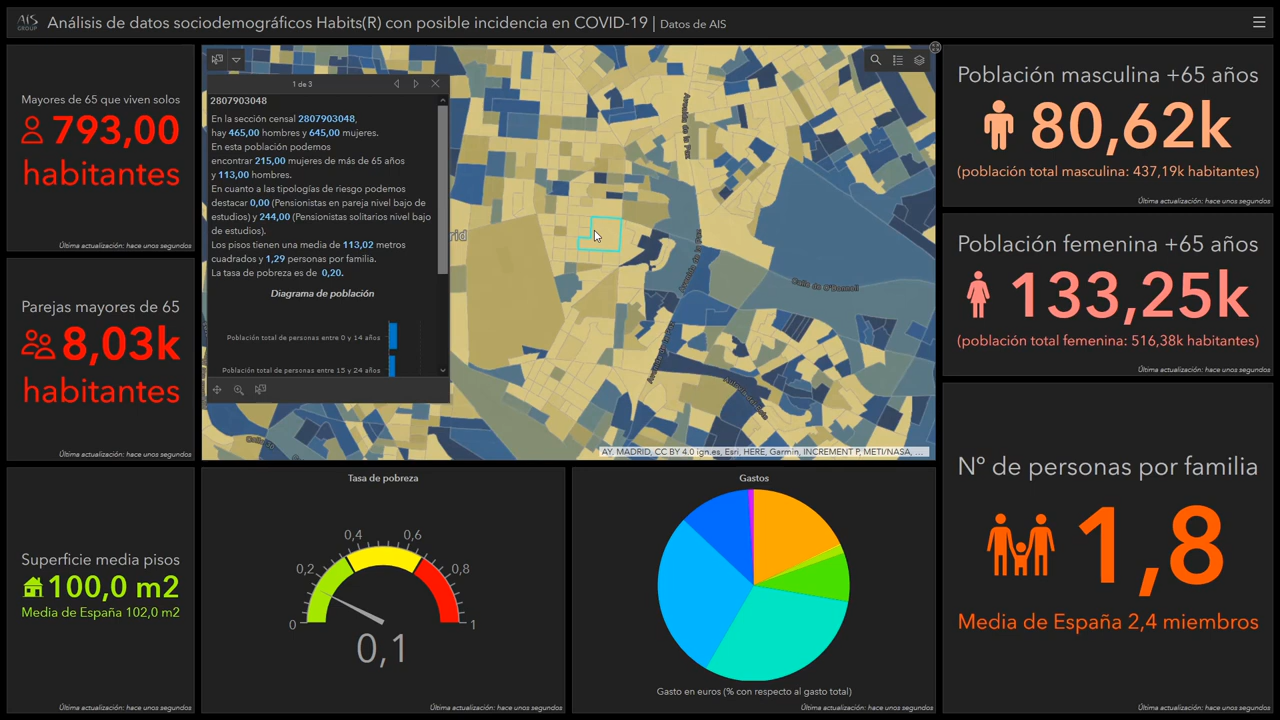 AIS
GROUP
Análisis de datos sociodemográficos Habits(R) con posible incidencia en COVID-19 | Datos de AIS
Mayores de 65 que viven solos
793,00
habitantes
Última actualización: hace unos segundos
Parejas mayores de 65
8,03k
habitantes
Última actualización: hace unos segundos
Superficie media pisos
100,0 m2
Media de España 102,0 m2
Última actualización: hace unos segundos
1 de 3
2807903048
En la sección censal 2807903048,
hay 465,00 hombres y 645,00 mujeres.
En esta población podemos
encontrar 215,00 mujeres de más de 65 años
y 113,00 hombres.
En cuanto a las tipologías de riesgo podemos
destacar 0,00 (Pensionistas en pareja nivel bajo de
estudios) y 244,00 (Pensionistas solitarios nivel bajo
de estudios).
Los pisos tienen una media de 113,02 metros
cuadrados y 1,29 personas por familia.
La tasa de pobreza es de 0,20.
Diagrama de población
Población total de personas entre 0 y 14 años
Población total de personas entre 15 y 24 años
rid
Avenida de la Paz
Calle de O'Donnell
AY. MADRID, CC BY 4.0 ign.es, Esri, HERE, Garmin, INCREMENT P, METI/NASA, ...
Tasa de pobreza
0
0,2
0,4
0,6
0,8
1
0,1
Última actualización: hace unos segundos
Gastos
Gasto en euros (% con respecto al gasto total)
Última actualización: hace unos segundos
Población masculina +65 años
80,62k
(población total masculina: 437,19k habitantes)
Última actualización: hace unos segundos
Población femenina +65 años
133,25k
(población total femenina: 516,38k habitantes)
Última actualización: hace unos segundos
Nº de personas por familia
1,8
Media de España 2,4 miembros
Última actualización: hace unos segundos